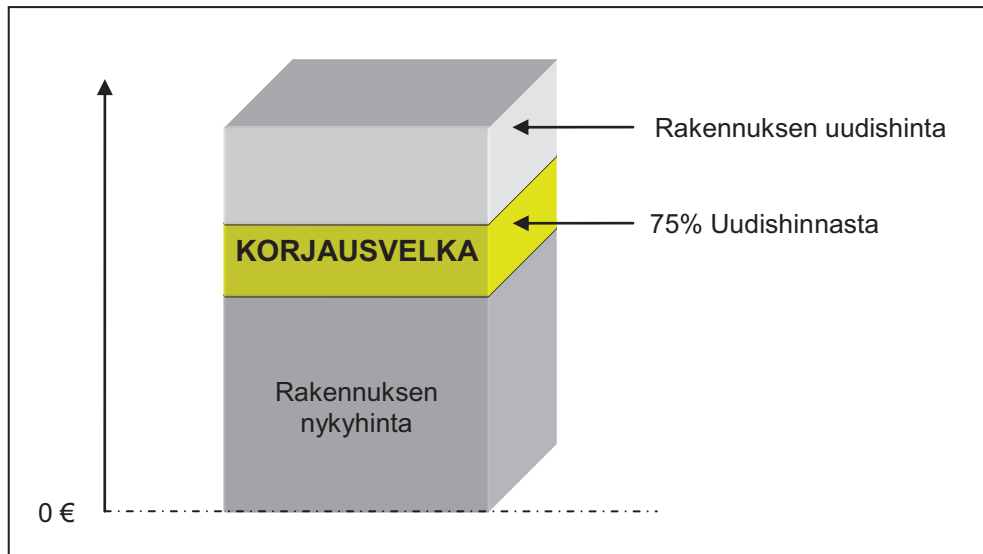 Rakennuksen uudishinta
75% Uudishinnasta
KORJAUSVELKA
Rakennuksen
nykyhinta
0 €